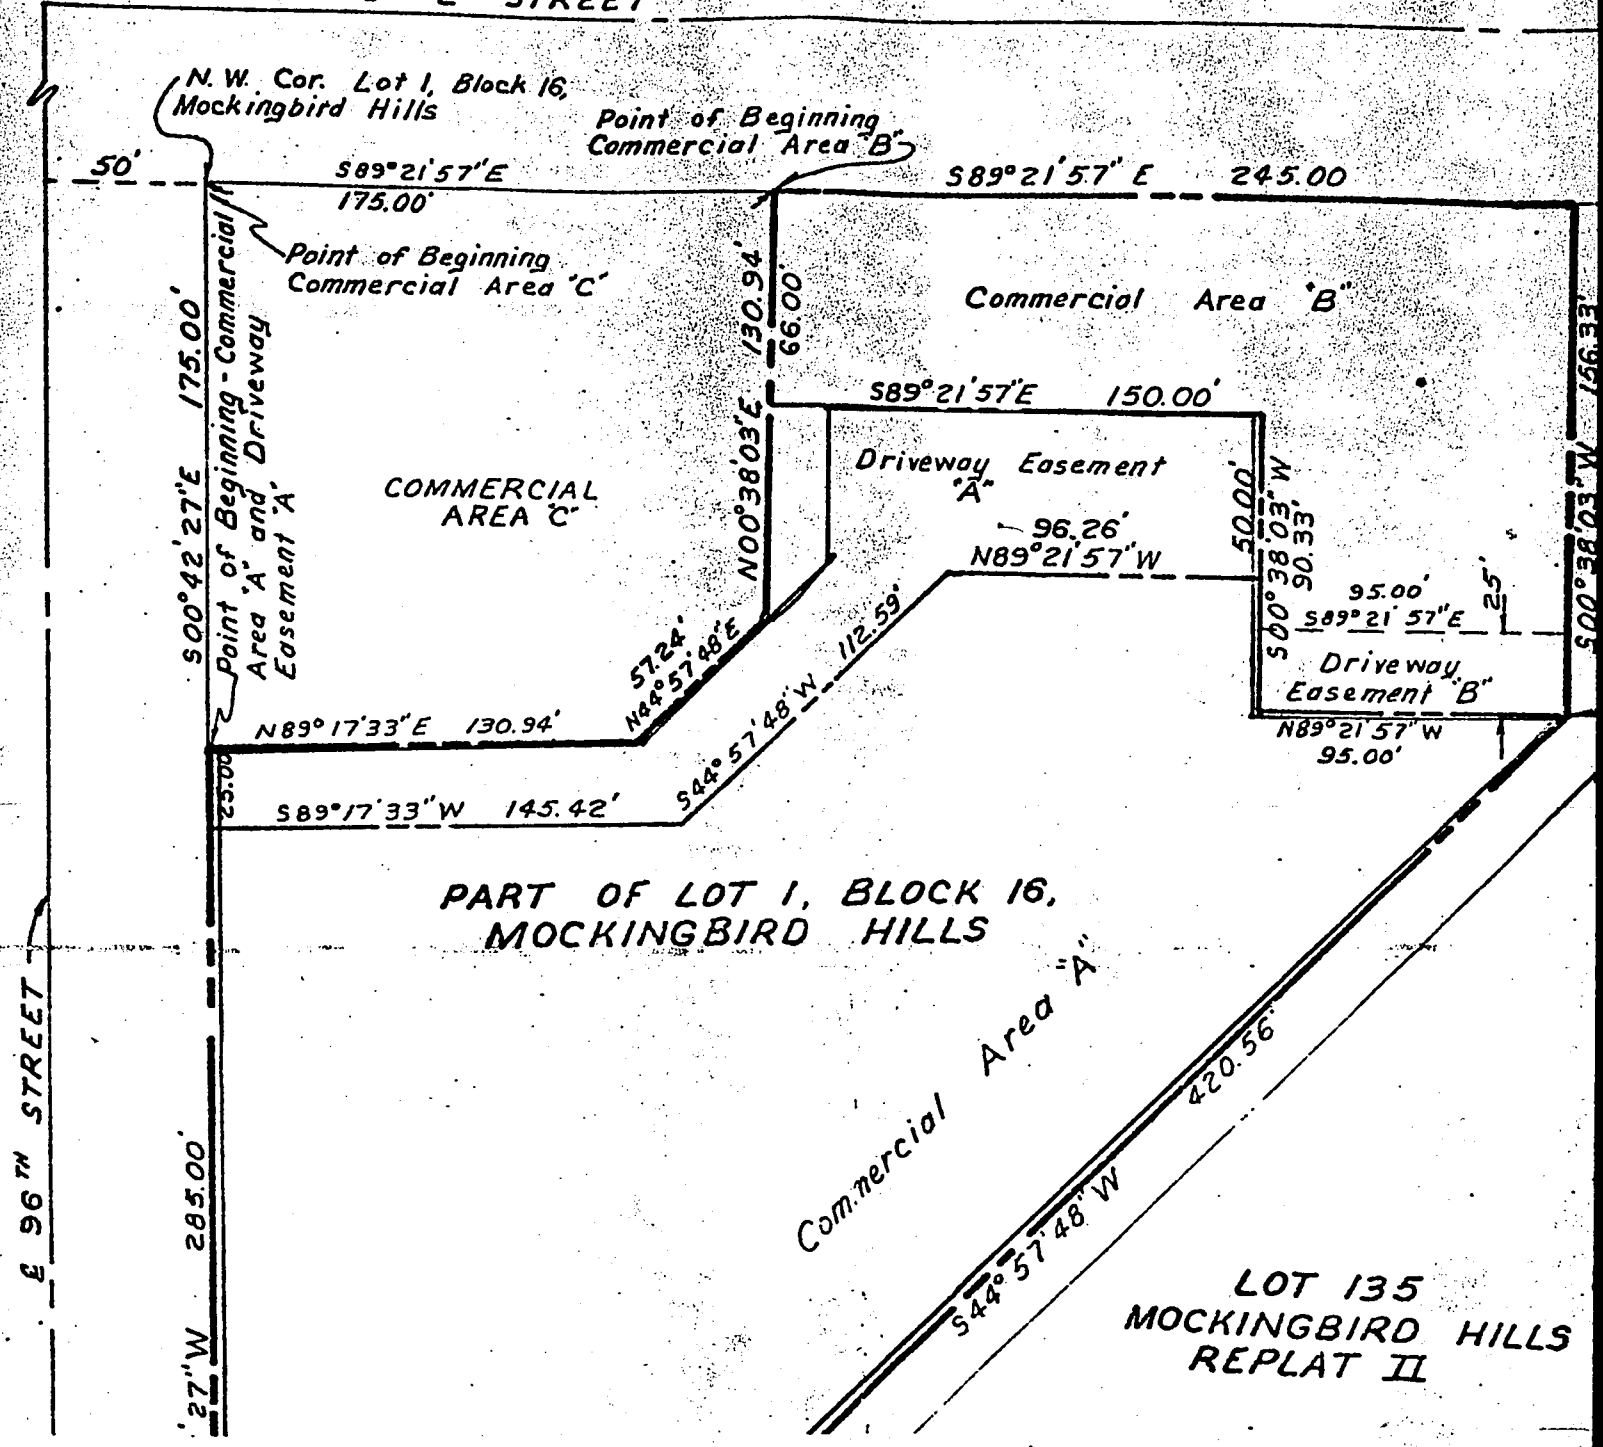 STREET
N. W. Cor. Lot 1, Block 16,
Mockingbird Hills
Point of Beginning
Commercial Area "B"
50'
S89°21'57"E
175.00'
S89°21'57" E 245.00
Point of Beginning
Commercial Area "C"
S00°42'27"E 175.00'
Point of Beginning - Commercial
Area "A" and Driveway
Easement "A"
COMMERCIAL
AREA "C"
N00°38'03"E 130.94'
66.00'
Commercial Area "B"
S89°21'57"E 150.00'
Driveway Easement
"A"
96.26'
N89°21'57"W
50.00'
S00°38'03"W
90.33'
95.00'
S89°21'57"E
25'
Driveway
Easement "B"
N89°21'57"W
95.00'
S00°38'03"W 156.33'
57.24'
N44°57'48"E
S44°57'48"W 112.59'
N89°17'33"E 130.94'
25.00'
S89°17'33"W 145.42'
PART OF LOT 1, BLOCK 16,
MOCKINGBIRD HILLS
Commercial Area "A"
420.56'
S44°57'48"W
℄ 96TH STREET
27"W 285.00'
LOT 135
MOCKINGBIRD HILLS
REPLAT II